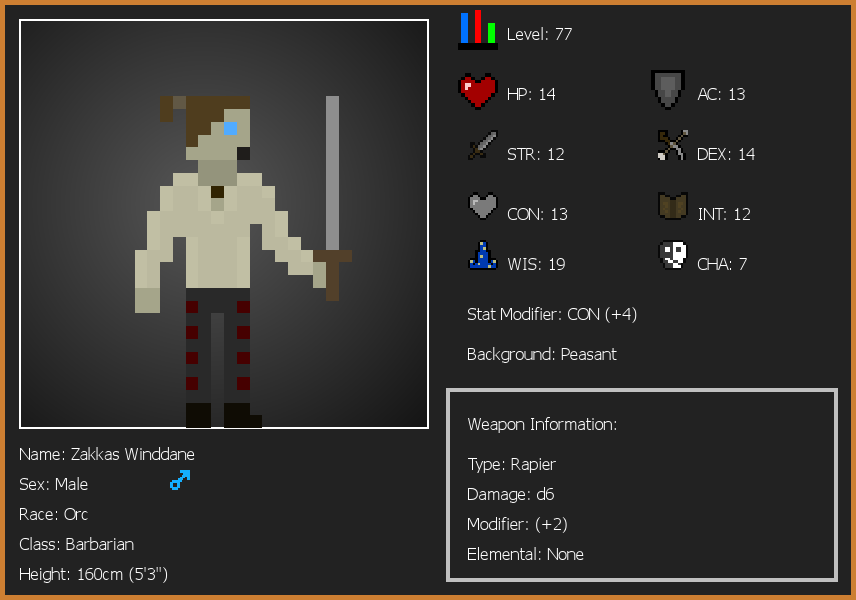 Level: 77
HP: 14
AC: 13
STR: 12
DEX: 14
CON: 13
INT: 12
WIS: 19
CHA: 7
Stat Modifier: CON (+4)
Background: Peasant
Weapon Information:
Type: Rapier
Damage: d6
Modifier: (+2)
Elemental: None
Name: Zakkas Winddane
Sex: Male
Race: Orc
Class: Barbarian
Height: 160cm (5'3")